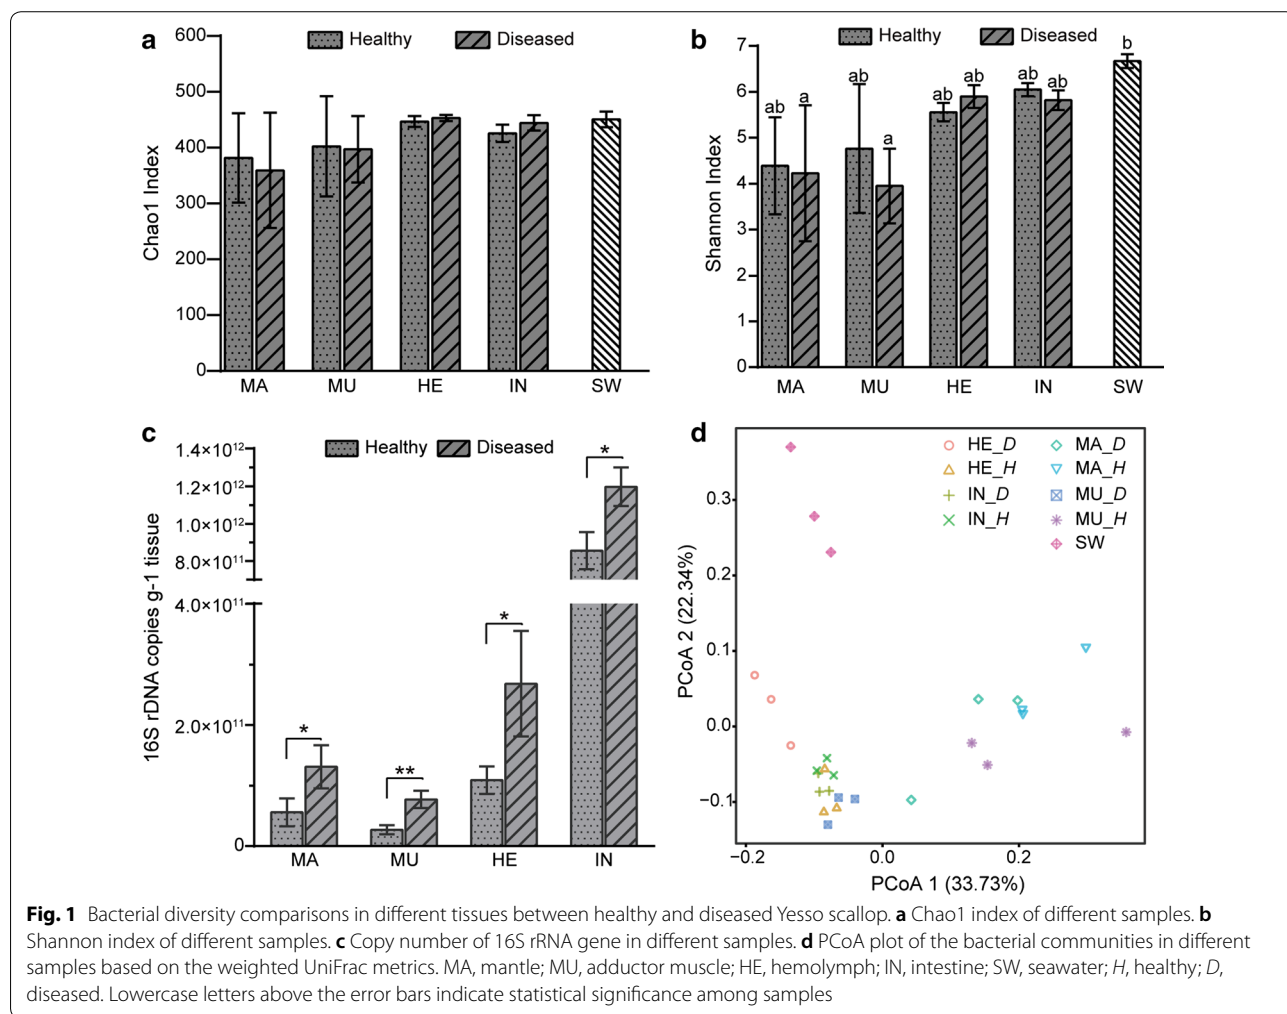 a
Healthy
Diseased
600
500
400
300
200
100
0
Chao1 Index
MA
MU
HE
IN
SW
b
Healthy
Diseased
7
6
5
4
3
2
1
0
Shannon Index
ab
a
ab
a
ab
ab
ab
ab
b
MA
MU
HE
IN
SW
c
Healthy
Diseased
1.4×10¹²
1.2×10¹²
1.0×10¹²
8.0×10¹¹
4.0×10¹¹
2.0×10¹¹
0
16S rDNA copies g-1 tissue
*
**
*
*
MA
MU
HE
IN
d
HE_D
HE_H
IN_D
IN_H
MA_D
MA_H
MU_D
MU_H
SW
0.3
0.2
0.1
0.0
−0.1
PCoA 2 (22.34%)
−0.2
0.0
0.2
PCoA 1 (33.73%)
Fig. 1 Bacterial diversity comparisons in different tissues between healthy and diseased Yesso scallop. a Chao1 index of different samples. b
Shannon index of different samples. c Copy number of 16S rRNA gene in different samples. d PCoA plot of the bacterial communities in different
samples based on the weighted UniFrac metrics. MA, mantle; MU, adductor muscle; HE, hemolymph; IN, intestine; SW, seawater; H, healthy; D,
diseased. Lowercase letters above the error bars indicate statistical significance among samples